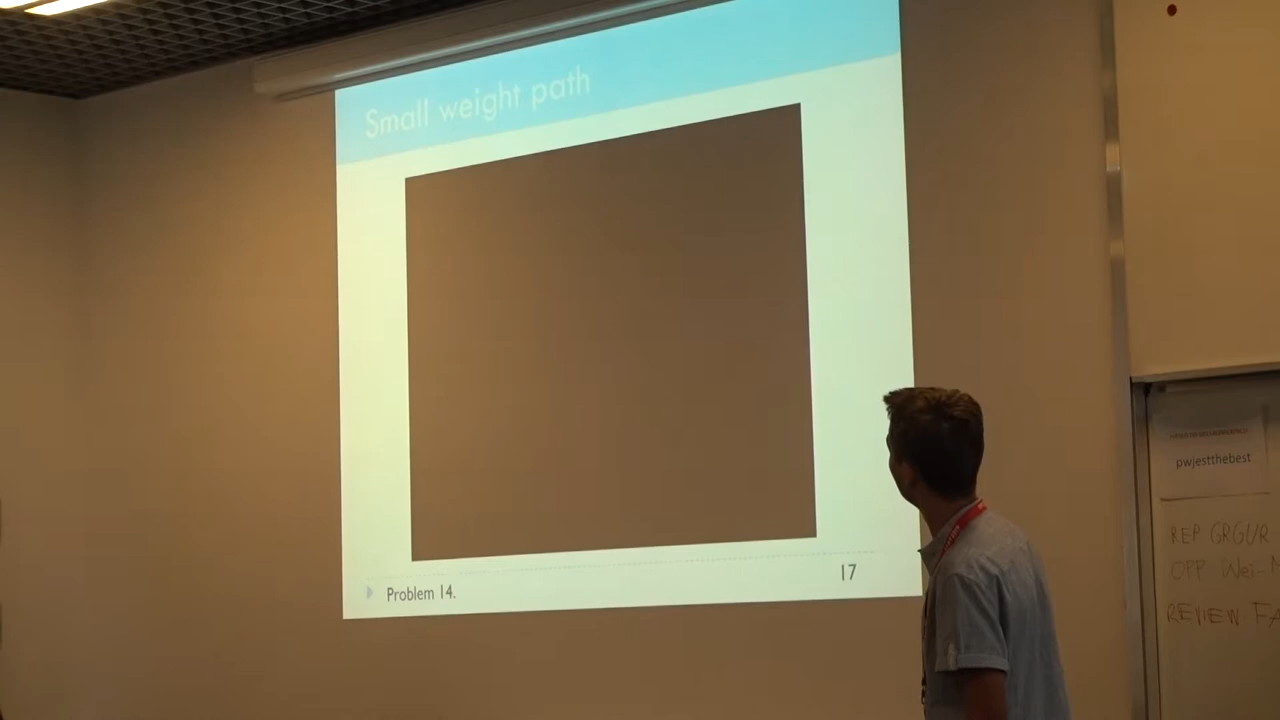 Small weight path
Problem 14.
17
pwjestthebest
REP GRGUR
OPP Wei-
REVIEW FA